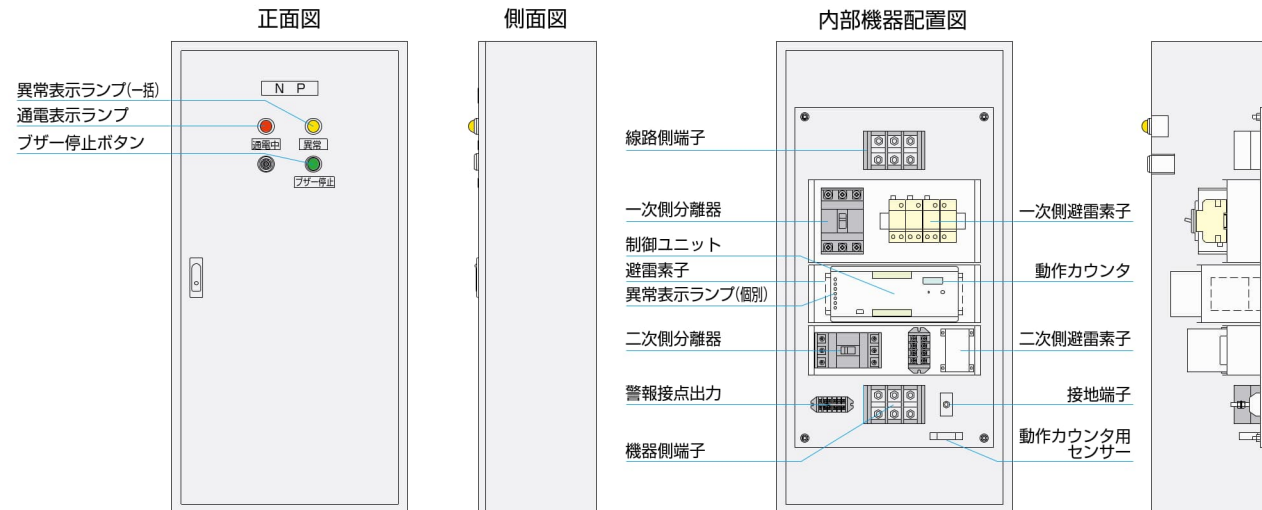 正面図
側面図
内部機器配置図
異常表示ランプ(一括)
通電表示ランプ
ブザー停止ボタン
N P
通電中
異常
ブザー停止
線路側端子
一次側分離器
制御ユニット
避雷素子
異常表示ランプ(個別)
二次側分離器
警報接点出力
機器側端子
一次側避雷素子
動作カウンタ
二次側避雷素子
接地端子
動作カウンタ用
センサー